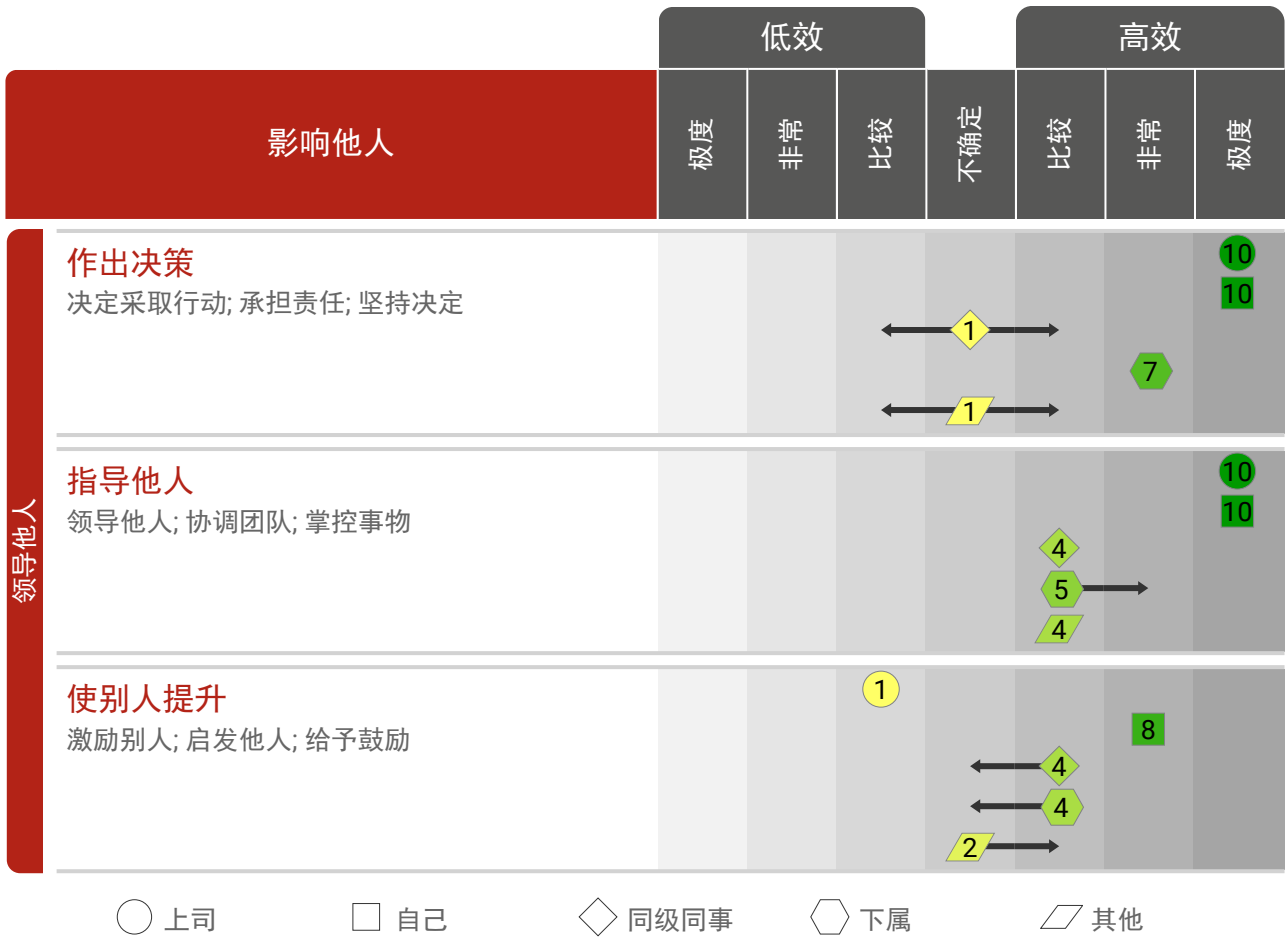 低效
高效
影响他人
极度
非常
比较
不确定
比较
非常
极度
领导他人
作出决策
决定采取行动; 承担责任; 坚持决定
10
10
1
7
1
指导他人
领导他人; 协调团队; 掌控事物
10
10
4
5
4
使别人提升
激励别人; 启发他人; 给予鼓励
1
8
4
4
2
上司
自己
同级同事
下属
其他